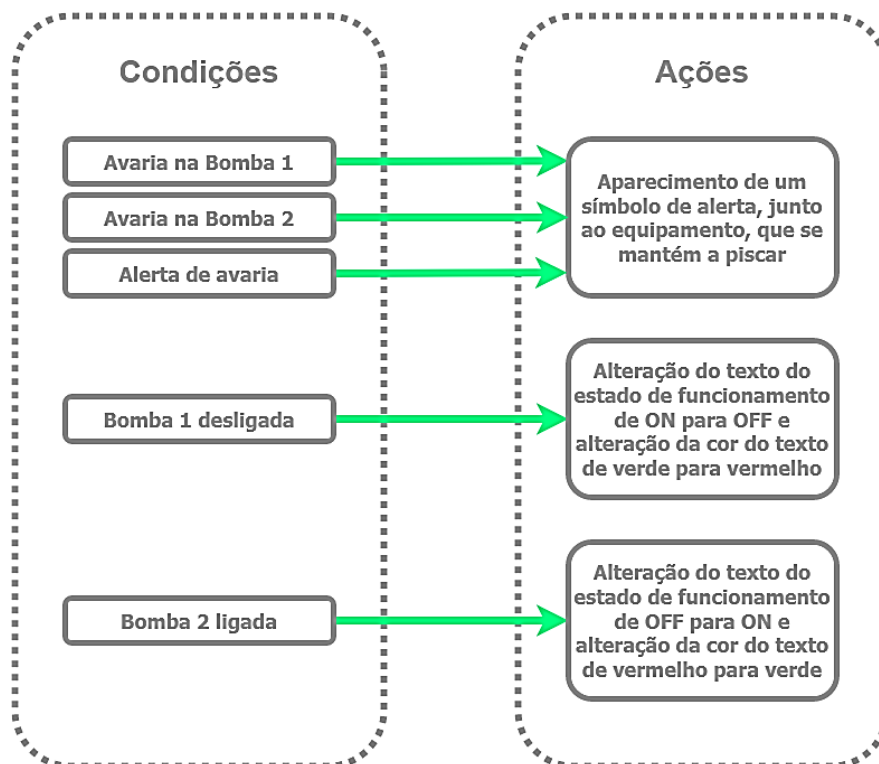 Condições
Ações
Avaria na Bomba 1
Avaria na Bomba 2
Alerta de avaria
Aparecimento de um
símbolo de alerta, junto
ao equipamento, que se
mantém a piscar
Bomba 1 desligada
Alteração do texto do
estado de funcionamento
de ON para OFF e
alteração da cor do texto
de verde para vermelho
Bomba 2 ligada
Alteração do texto do
estado de funcionamento
de OFF para ON e
alteração da cor do texto
de vermelho para verde